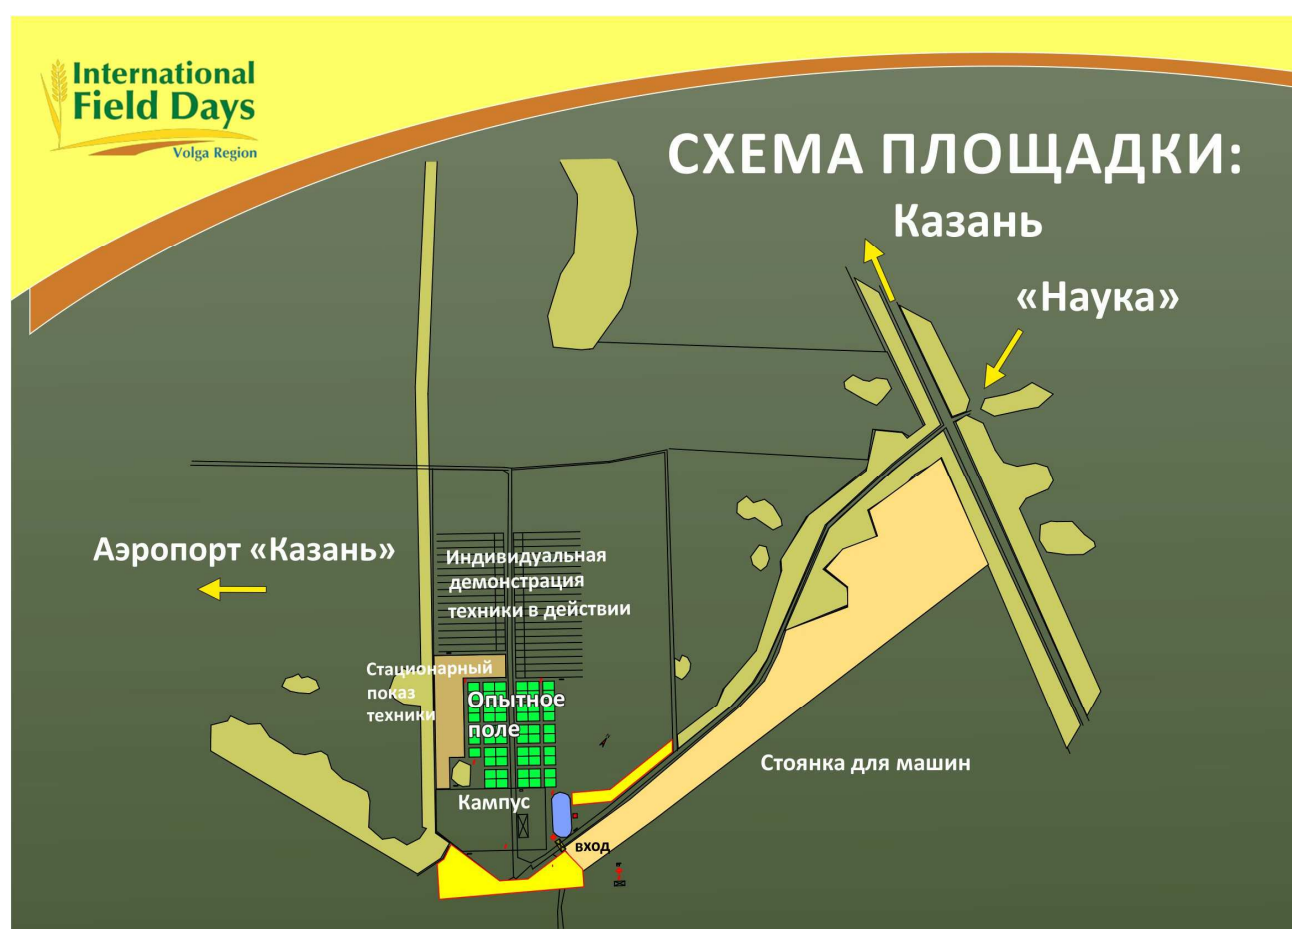 International
Field Days
Volga Region
СХЕМА ПЛОЩАДКИ:
Казань
«Наука»
Аэропорт «Казань»
Индивидуальная
демонстрация
техники в действии
Стационарный
показ
техники
Опытное
поле
Кампус
Стоянка для машин
вход